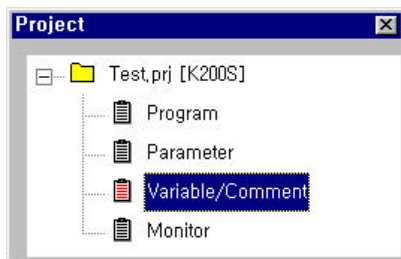 Project
Test.prj [K200S]
Program
Parameter
Variable/Comment
Monitor